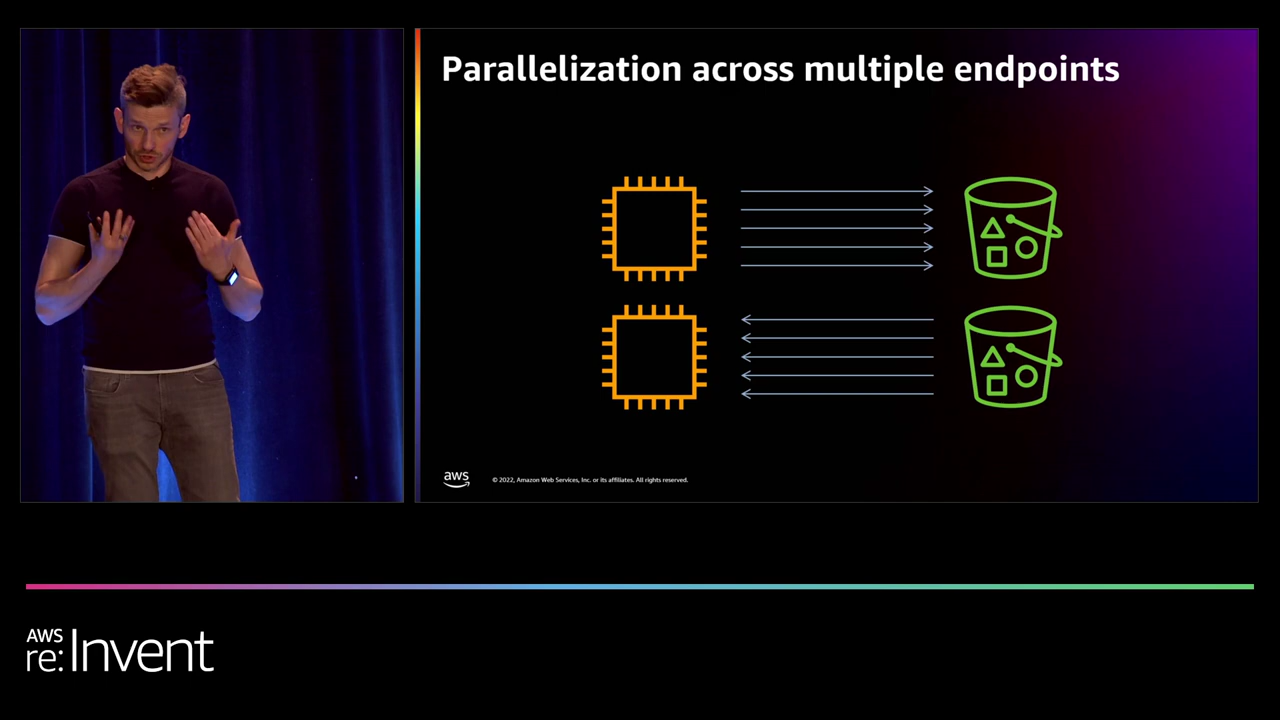 Parallelization across multiple endpoints
aws
© 2022, Amazon Web Services, Inc. or its affiliates. All rights reserved.
AWS
re:Invent